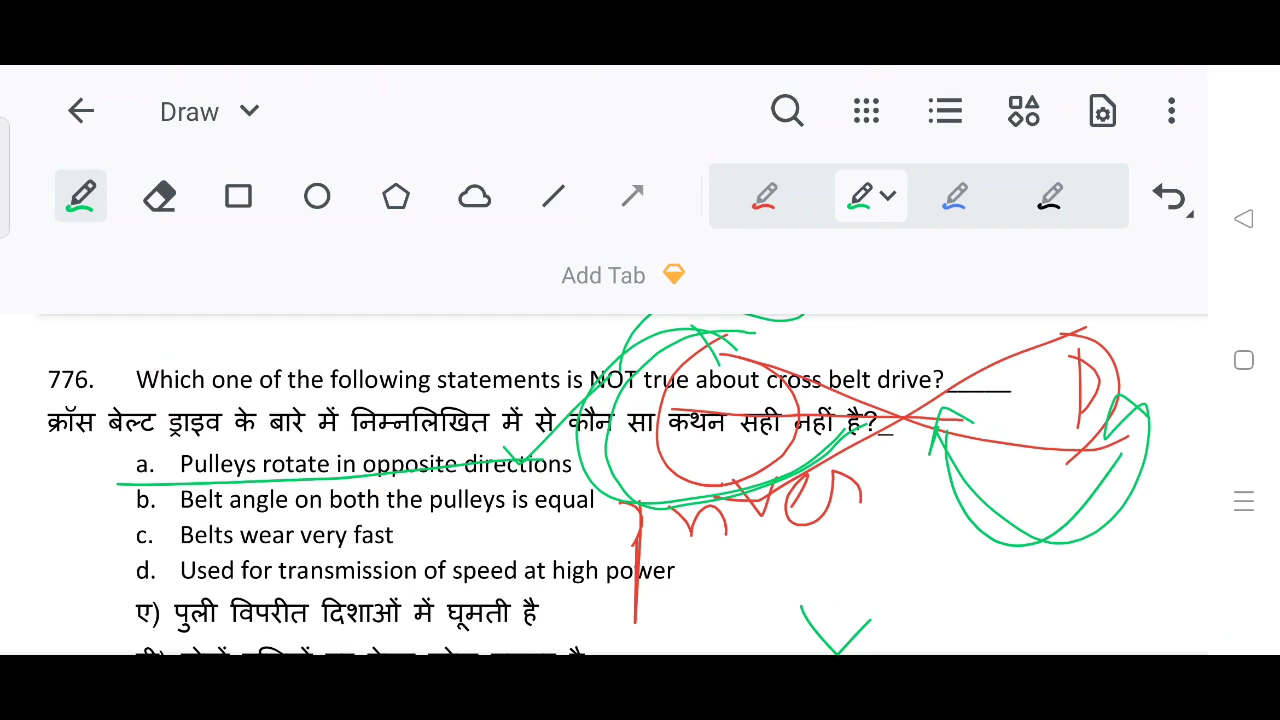 Draw
Add Tab
776. Which one of the following statements is NOT true about cross belt drive?_____
क्रॉस बेल्ट ड्राइव के बारे में निम्नलिखित में से कौन सा कथन सही नहीं है?_
a. Pulleys rotate in opposite directions
b. Belt angle on both the pulleys is equal
c. Belts wear very fast
d. Used for transmission of speed at high power
ए) पुली विपरीत दिशाओं में घूमती है
D